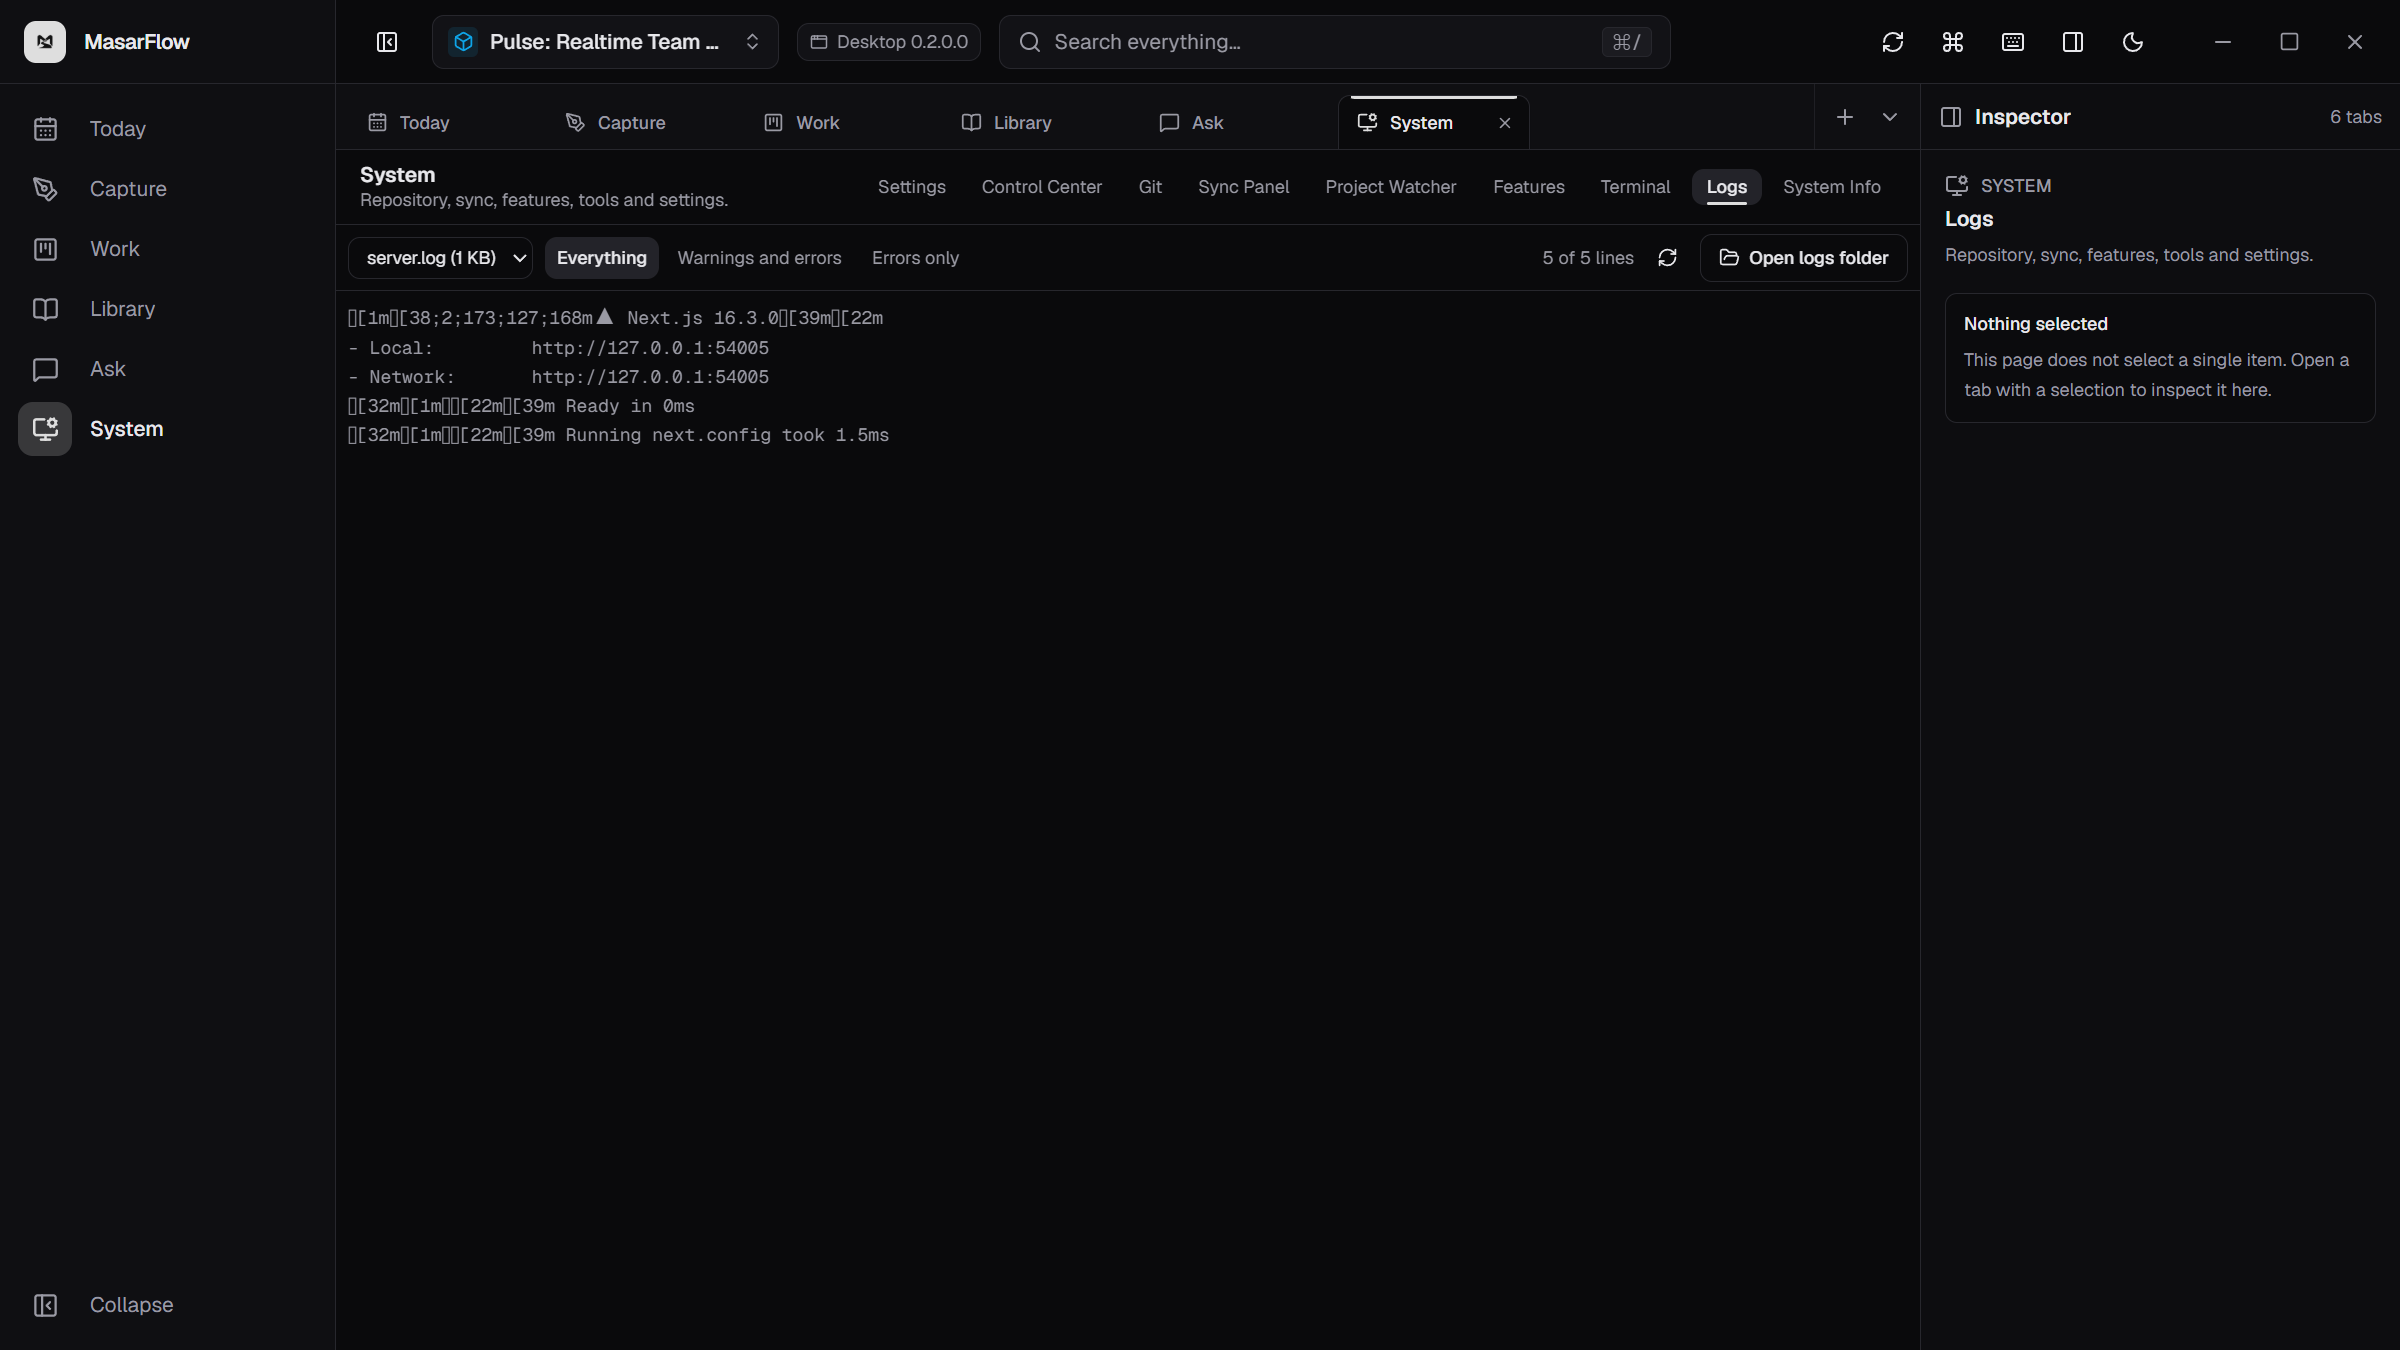 MasarFlow
Pulse: Realtime Team ...
Desktop 0.2.0.0
Search everything...
⌘/
Today
Capture
Work
Library
Ask
System
Collapse
Today
Capture
Work
Library
Ask
System
System
Repository, sync, features, tools and settings.
Settings
Control Center
Git
Sync Panel
Project Watcher
Features
Terminal
Logs
System Info
server.log (1 KB)
Everything
Warnings and errors
Errors only
5 of 5 lines
Open logs folder
▯[1m▯[38;2;173;127;168m▲ Next.js 16.3.0▯[39m▯[22m
- Local:         http://127.0.0.1:54005
- Network:       http://127.0.0.1:54005
▯[32m▯[1m▯▯[22m▯[39m Ready in 0ms
▯[32m▯[1m▯▯[22m▯[39m Running next.config took 1.5ms
Inspector
6 tabs
SYSTEM
Logs
Repository, sync, features, tools and settings.
Nothing selected
This page does not select a single item. Open a
tab with a selection to inspect it here.